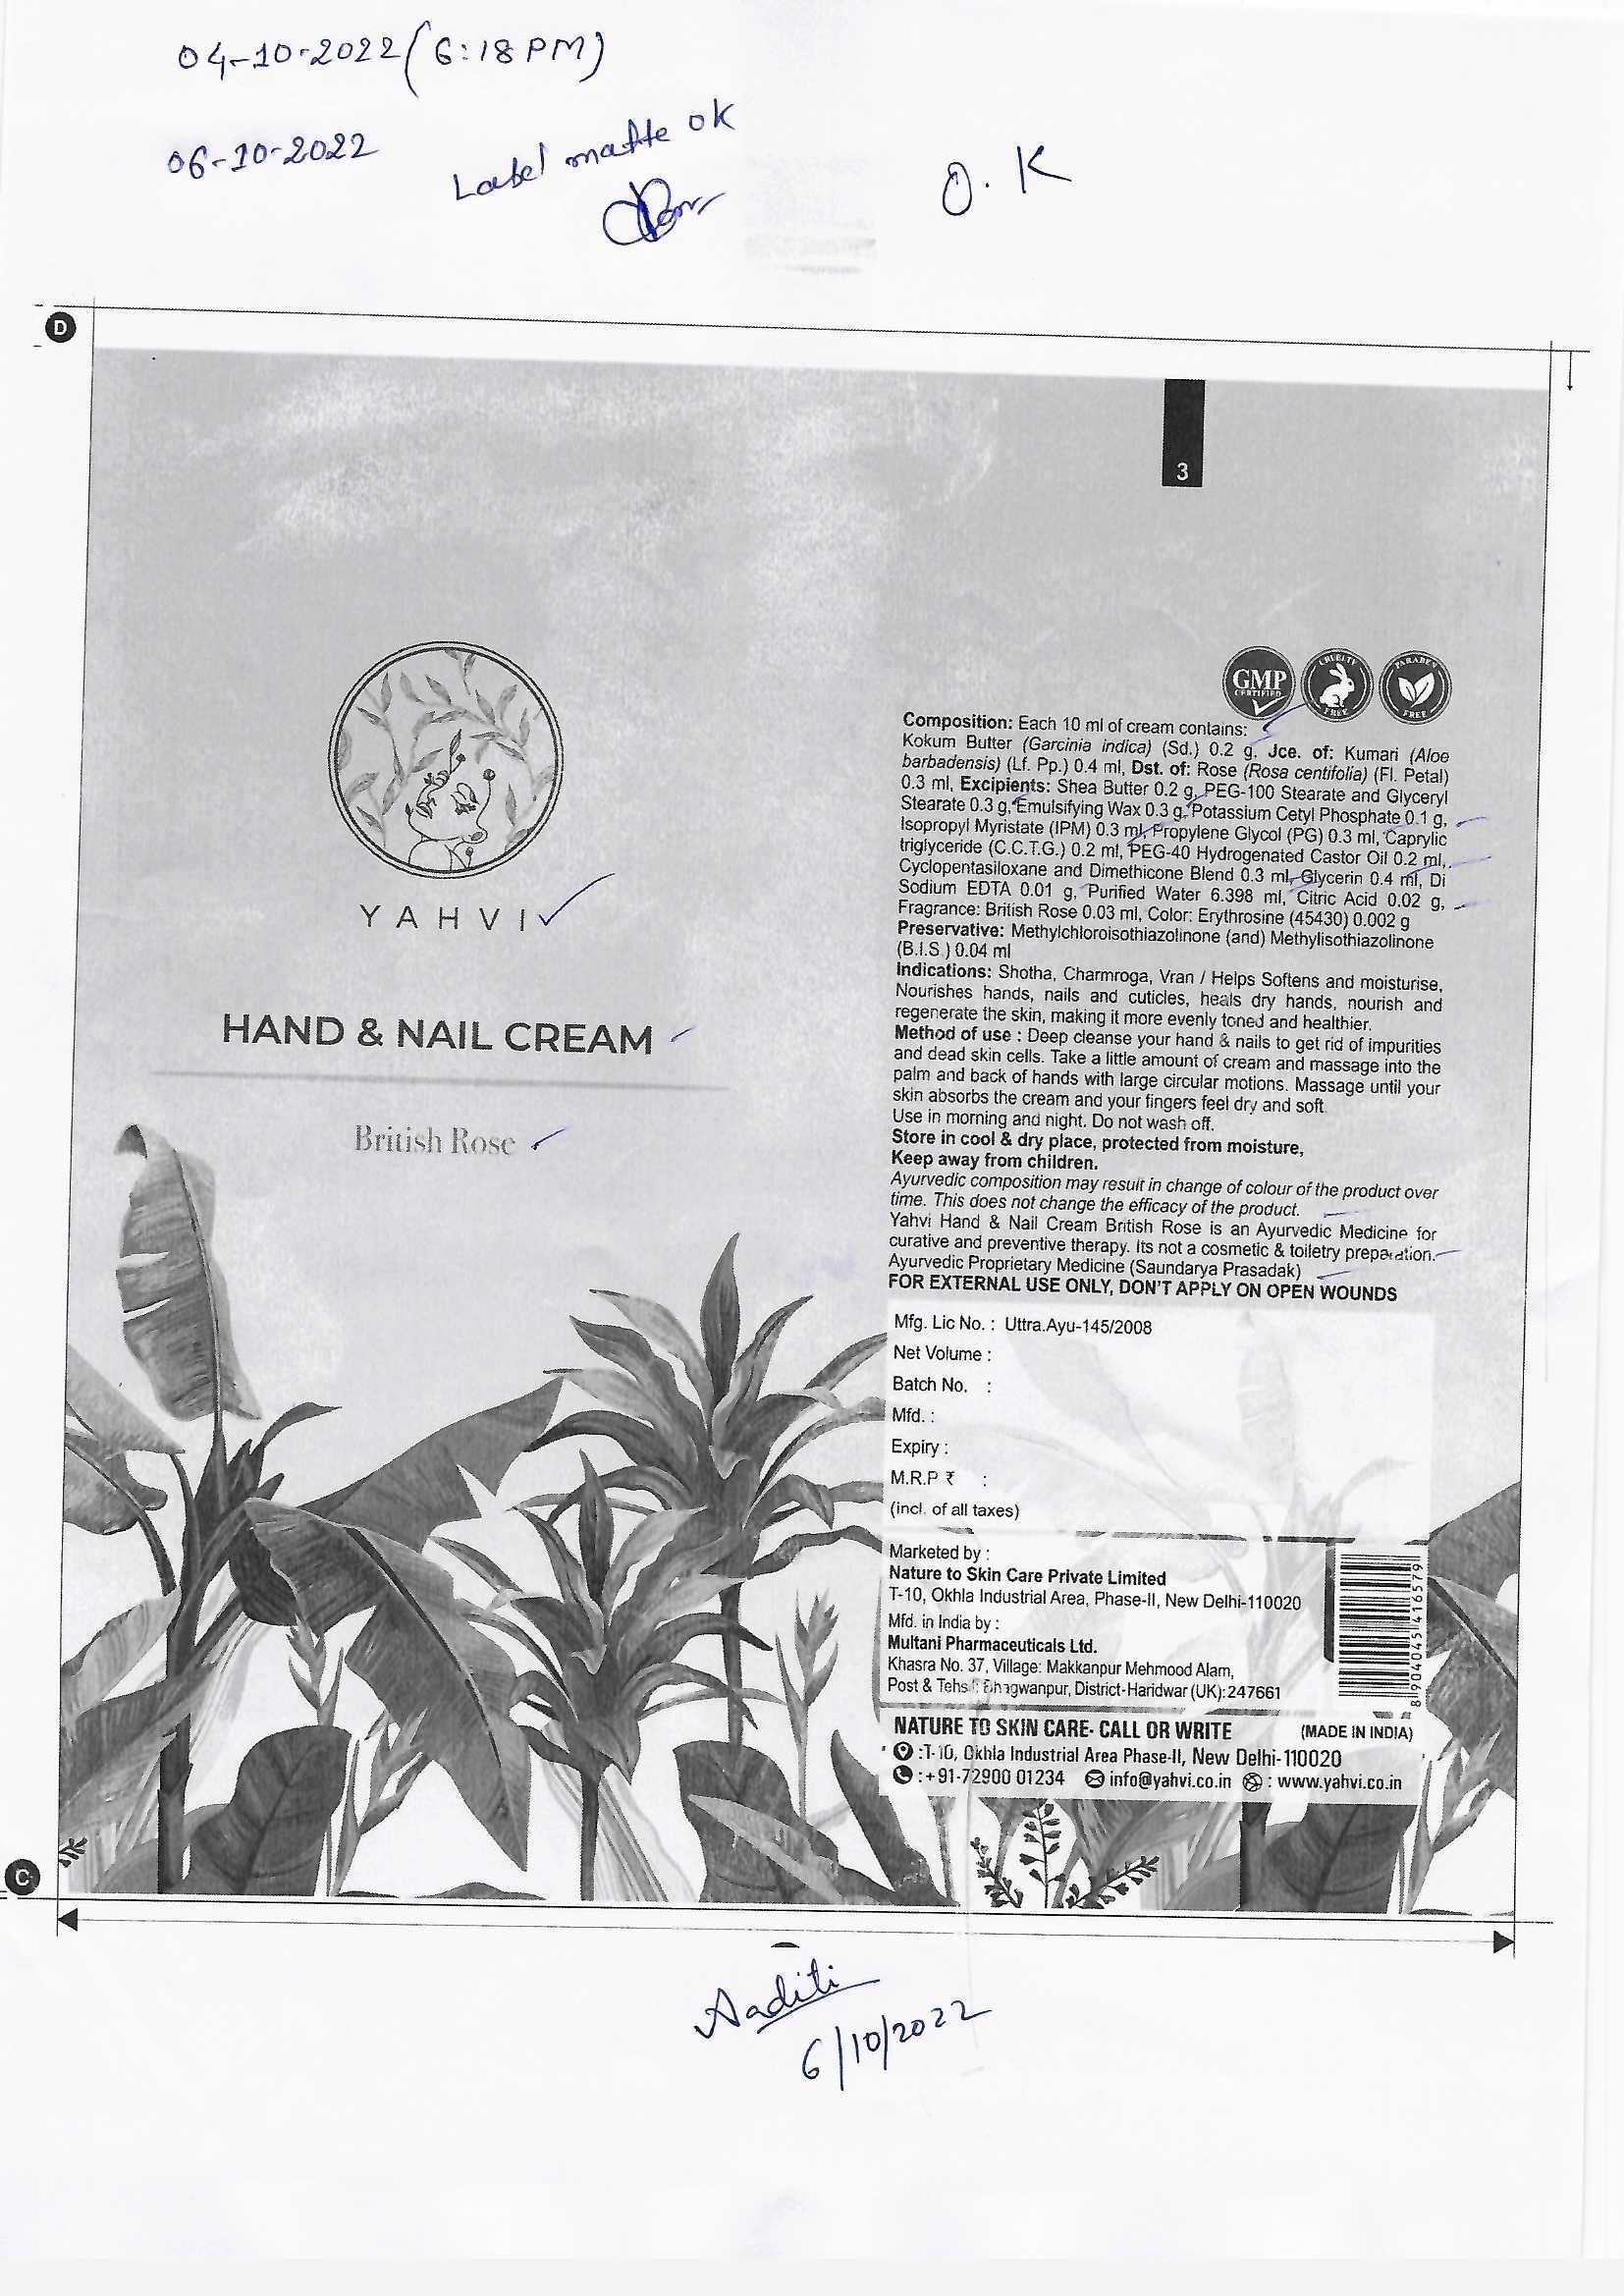 04-10-2022 (6:18 PM)
06-10-2022
Label matte ok
O. K
D
3
GMP
CERTIFIED
CRUELTY
FREE
PARABEN
FREE
YAHVI
HAND & NAIL CREAM
British Rose
Composition: Each 10 ml of cream contains:
Kokum Butter (Garcinia indica) (Sd.) 0.2 g, Jce. of: Kumari (Aloe
barbadensis) (Lf. Pp.) 0.4 ml, Dst. of: Rose (Rosa centifolia) (Fl. Petal)
0.3 ml, Excipients: Shea Butter 0.2 g, PEG-100 Stearate and Glyceryl
Stearate 0.3 g, Emulsifying Wax 0.3 g, Potassium Cetyl Phosphate 0.1 g,
Isopropyl Myristate (IPM) 0.3 ml, Propylene Glycol (PG) 0.3 ml, Caprylic
triglyceride (C.C.T.G.) 0.2 ml, PEG-40 Hydrogenated Castor Oil 0.2 ml,
Cyclopentasiloxane and Dimethicone Blend 0.3 ml, Glycerin 0.4 ml, Di
Sodium EDTA 0.01 g, Purified Water 6.398 ml, Citric Acid 0.02 g,
Fragrance: British Rose 0.03 ml, Color: Erythrosine (45430) 0.002 g
Preservative: Methylchloroisothiazolinone (and) Methylisothiazolinone
(B.I.S.) 0.04 ml
Indications: Shotha, Charmroga, Vran / Helps Softens and moisturise,
Nourishes hands, nails and cuticles, heals dry hands, nourish and
regenerate the skin, making it more evenly toned and healthier.
Method of use : Deep cleanse your hand & nails to get rid of impurities
and dead skin cells. Take a little amount of cream and massage into the
palm and back of hands with large circular motions. Massage until your
skin absorbs the cream and your fingers feel dry and soft.
Use in morning and night. Do not wash off.
Store in cool & dry place, protected from moisture,
Keep away from children.
Ayurvedic composition may result in change of colour of the product over
time. This does not change the efficacy of the product.
Yahvi Hand & Nail Cream British Rose is an Ayurvedic Medicine for
curative and preventive therapy. Its not a cosmetic & toiletry preparation.
Ayurvedic Proprietary Medicine (Saundarya Prasadak)
FOR EXTERNAL USE ONLY, DON'T APPLY ON OPEN WOUNDS
Mfg. Lic No. : Uttra.Ayu-145/2008
Net Volume :
Batch No. :
Mfd. :
Expiry :
M.R.P ₹ :
(incl. of all taxes)
Marketed by :
Nature to Skin Care Private Limited
T-10, Okhla Industrial Area, Phase-II, New Delhi-110020
Mfd. in India by :
Multani Pharmaceuticals Ltd.
Khasra No. 37, Village: Makkanpur Mehmood Alam,
Post & Tehsil: Bhagwanpur, District-Haridwar (UK):247661
8 904045 416579
NATURE TO SKIN CARE- CALL OR WRITE (MADE IN INDIA)
:T-10, Okhla Industrial Area Phase-II, New Delhi-110020
:+91-72900 01234 info@yahvi.co.in : www.yahvi.co.in
C
Aaditi
6/10/2022